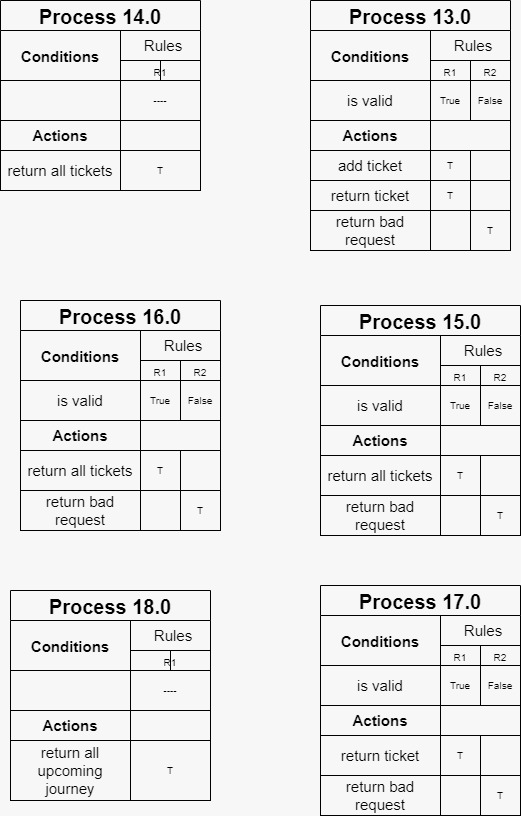 Process 14.0
Conditions
Rules
R1
----
Actions
return all tickets
T
Process 13.0
Conditions
Rules
R1
R2
is valid
True
False
Actions
add ticket
T
return ticket
T
return bad
request
T
Process 16.0
Conditions
Rules
R1
R2
is valid
True
False
Actions
return all tickets
T
return bad
request
T
Process 15.0
Conditions
Rules
R1
R2
is valid
True
False
Actions
return all tickets
T
return bad
request
T
Process 18.0
Conditions
Rules
R1
----
Actions
return all
upcoming
journey
T
Process 17.0
Conditions
Rules
R1
R2
is valid
True
False
Actions
return ticket
T
return bad
request
T